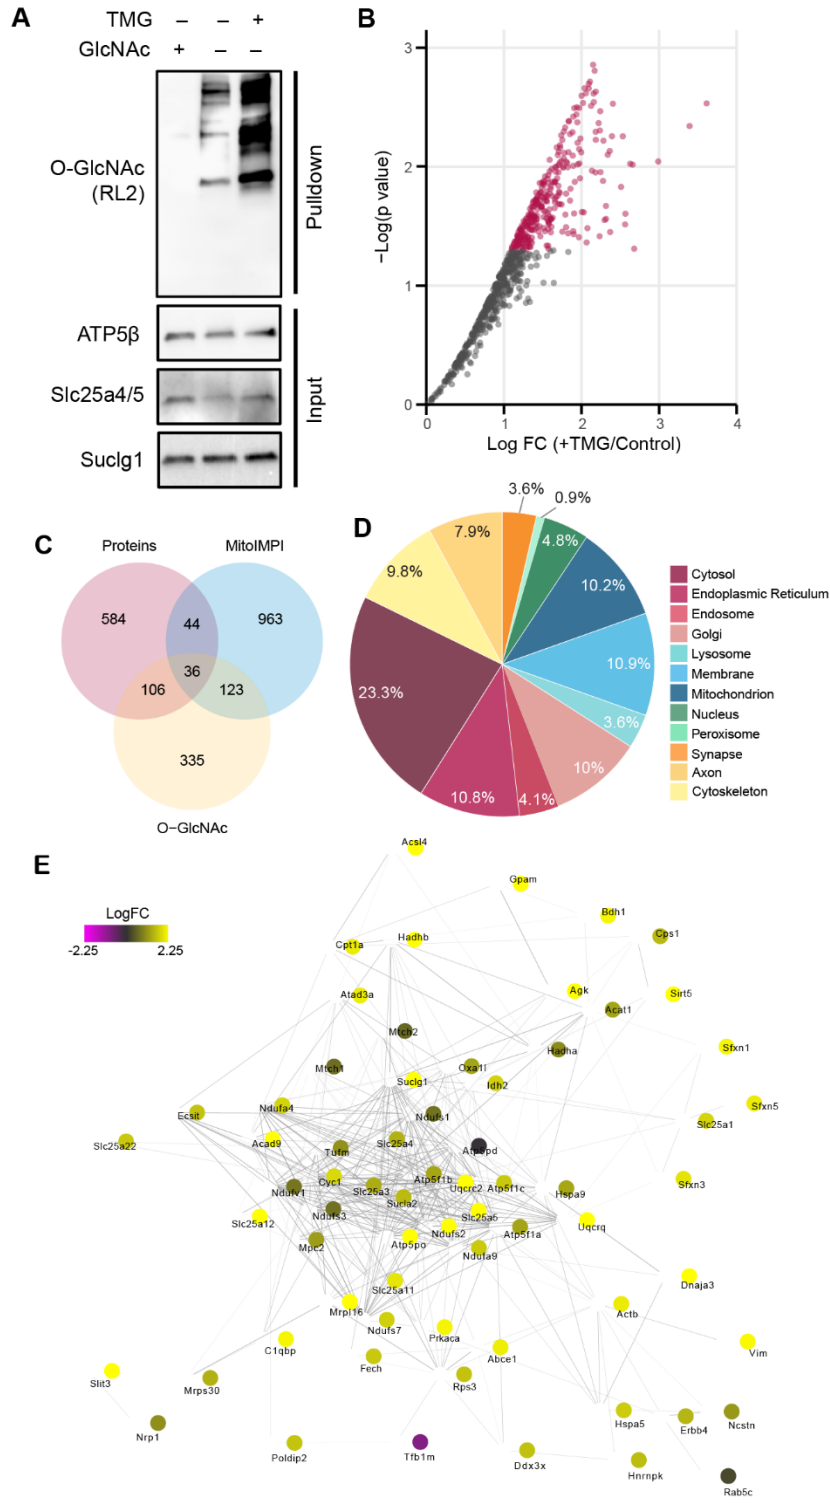 A
TMG – – +
GlcNAc + – –
O-GlcNAc
(RL2)
Pulldown
ATP5β
Slc25a4/5
Suclg1
Input
B
3
2
1
0
−Log(p value)
0 1 2 3 4
Log FC (+TMG/Control)
C
Proteins MitoIMPI
584 44 963
36
106 123
335
O−GlcNAc
D
3.6%
0.9%
4.8%
10.2%
10.9%
3.6%
10%
4.1%
10.8%
23.3%
9.8%
7.9%
Cytosol
Endoplasmic Reticulum
Endosome
Golgi
Lysosome
Membrane
Mitochondrion
Nucleus
Peroxisome
Synapse
Axon
Cytoskeleton
E
LogFC
-2.25 2.25
Acsl4
Gpam
Bdh1
Cps1
Cpt1a
Hadhb
Atad3a
Agk
Sirt5
Acat1
Mtch2
Hadha
Sfxn1
Mtch1
Suclg1
Oxa1l
Idh2
Sfxn5
Ecsit
Ndufa4
Ndufs1
Slc25a1
Slc25a22
Acad9
Tufm
Slc25a4
Atp5pd
Ndufv1
Cyc1
Slc25a3
Atp5f1b
Uqcrc2
Atp5f1c
Hspa9
Sfxn3
Sucla2
Slc25a12
Ndufs3
Slc25a5
Uqcrq
Mpc2
Atp5po
Ndufs2
Atp5f1a
Ndufa9
Dnaja3
Slc25a11
Mrpl16
Actb
Ndufs7
Prkaca
Vim
C1qbp
Fech
Abce1
Slit3
Mrps30
Rps3
Nrp1
Hspa5
Erbb4
Ncstn
Poldip2
Tfb1m
Ddx3x
Hnrnpk
Rab5c